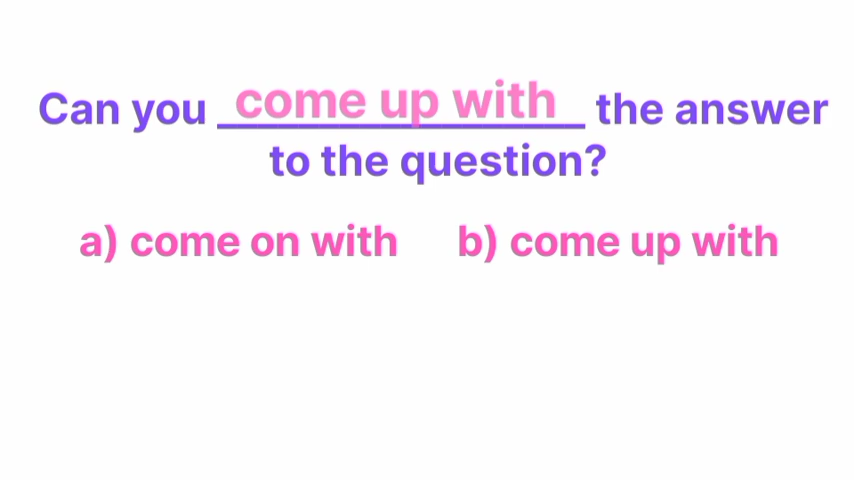 Can you come up with the answer
to the question?
a) come on with b) come up with